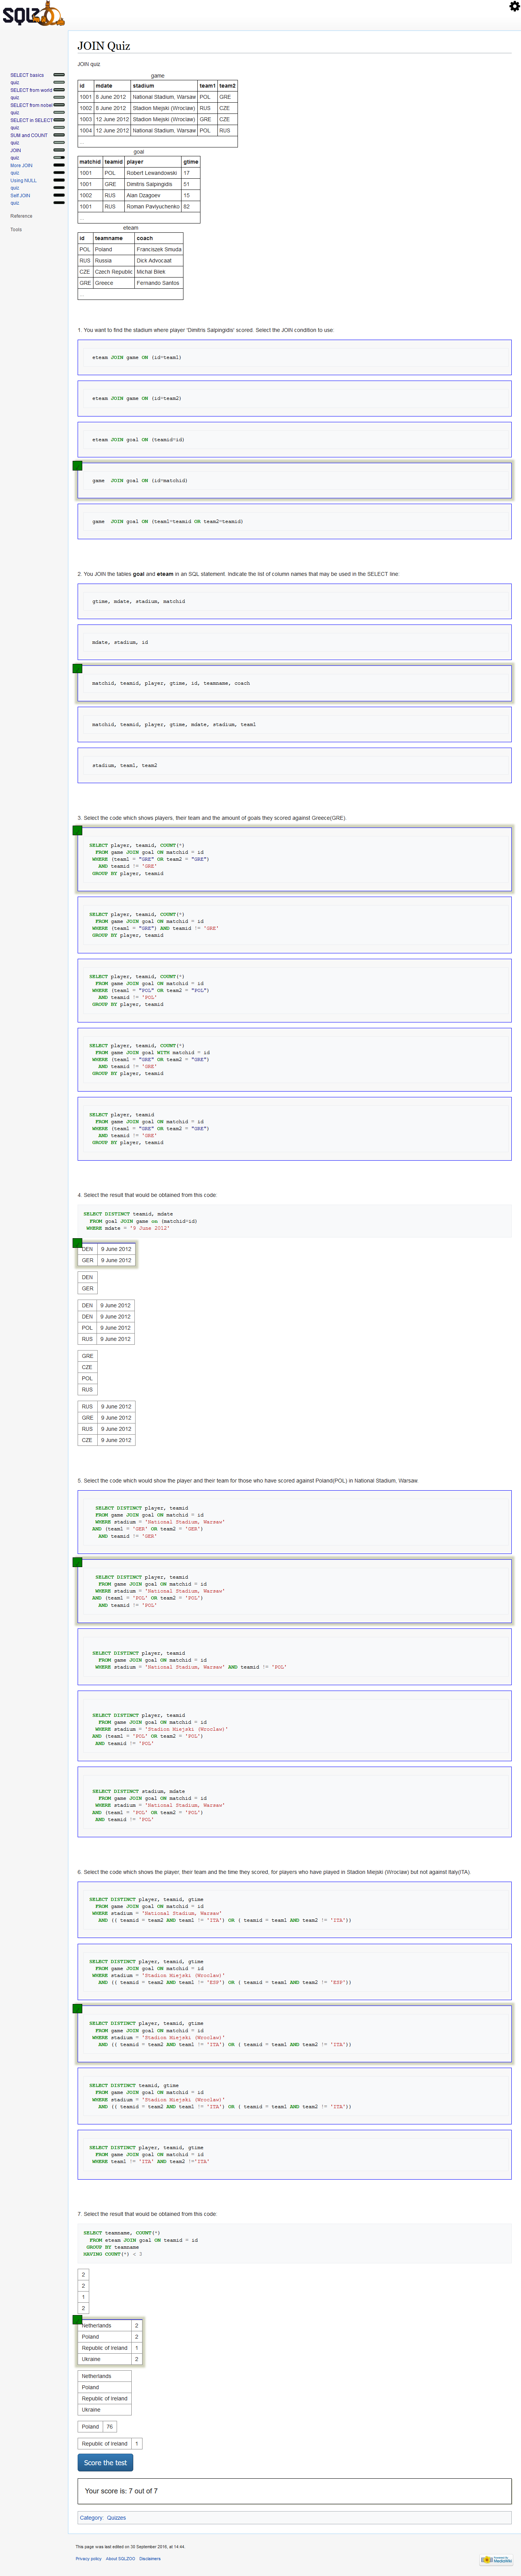 SQLZOO
SELECT basics
quiz
SELECT from world
quiz
SELECT from nobel
quiz
SELECT in SELECT
quiz
SUM and COUNT
quiz
JOIN
quiz
More JOIN
quiz
Using NULL
quiz
Self JOIN
quiz
Reference
Tools
JOIN Quiz
JOIN quiz
game
id mdate stadium team1 team2
1001 8 June 2012 National Stadium, Warsaw POL GRE
1002 8 June 2012 Stadion Miejski (Wroclaw) RUS CZE
1003 12 June 2012 Stadion Miejski (Wroclaw) GRE CZE
1004 12 June 2012 National Stadium, Warsaw POL RUS
...
goal
matchid teamid player gtime
1001 POL Robert Lewandowski 17
1001 GRE Dimitris Salpingidis 51
1002 RUS Alan Dzagoev 15
1001 RUS Roman Pavlyuchenko 82
...
eteam
id teamname coach
POL Poland Franciszek Smuda
RUS Russia Dick Advocaat
CZE Czech Republic Michal Bilek
GRE Greece Fernando Santos
...
1. You want to find the stadium where player 'Dimitris Salpingidis' scored. Select the JOIN condition to use:
eteam JOIN game ON (id=team1)
eteam JOIN game ON (id=team2)
eteam JOIN goal ON (teamid=id)
game JOIN goal ON (id=matchid)
game JOIN goal ON (team1=teamid OR team2=teamid)
2. You JOIN the tables goal and eteam in an SQL statement. Indicate the list of column names that may be used in the SELECT line:
gtime, mdate, stadium, matchid
mdate, stadium, id
matchid, teamid, player, gtime, id, teamname, coach
matchid, teamid, player, gtime, mdate, stadium, team1
stadium, team1, team2
3. Select the code which shows players, their team and the amount of goals they scored against Greece(GRE).
SELECT player, teamid, COUNT(*)
FROM game JOIN goal ON matchid = id
WHERE (team1 = "GRE" OR team2 = "GRE")
AND teamid != 'GRE'
GROUP BY player, teamid
SELECT player, teamid, COUNT(*)
FROM game JOIN goal ON matchid = id
WHERE (team1 = "GRE") AND teamid != 'GRE'
GROUP BY player, teamid
SELECT player, teamid, COUNT(*)
FROM game JOIN goal ON matchid = id
WHERE (team1 = "POL" OR team2 = "POL")
AND teamid != 'POL'
GROUP BY player, teamid
SELECT player, teamid, COUNT(*)
FROM game JOIN goal WITH matchid = id
WHERE (team1 = "GRE" OR team2 = "GRE")
AND teamid != 'GRE'
GROUP BY player, teamid
SELECT player, teamid
FROM game JOIN goal ON matchid = id
WHERE (team1 = "GRE" OR team2 = "GRE")
AND teamid != 'GRE'
GROUP BY player, teamid
4. Select the result that would be obtained from this code:
SELECT DISTINCT teamid, mdate
FROM goal JOIN game on (matchid=id)
WHERE mdate = '9 June 2012'
DEN 9 June 2012
GER 9 June 2012
DEN
GER
DEN 9 June 2012
DEN 9 June 2012
POL 9 June 2012
RUS 9 June 2012
GRE
CZE
POL
RUS
RUS 9 June 2012
GRE 9 June 2012
RUS 9 June 2012
CZE 9 June 2012
5. Select the code which would show the player and their team for those who have scored against Poland(POL) in National Stadium, Warsaw.
SELECT DISTINCT player, teamid
FROM game JOIN goal ON matchid = id
WHERE stadium = 'National Stadium, Warsaw'
AND (team1 = 'GER' OR team2 = 'GER')
AND teamid != 'GER'
SELECT DISTINCT player, teamid
FROM game JOIN goal ON matchid = id
WHERE stadium = 'National Stadium, Warsaw'
AND (team1 = 'POL' OR team2 = 'POL')
AND teamid != 'POL'
SELECT DISTINCT player, teamid
FROM game JOIN goal ON matchid = id
WHERE stadium = 'National Stadium, Warsaw' AND teamid != 'POL'
SELECT DISTINCT player, teamid
FROM game JOIN goal ON matchid = id
WHERE stadium = 'Stadion Miejski (Wroclaw)'
AND (team1 = 'POL' OR team2 = 'POL')
AND teamid != 'POL'
SELECT DISTINCT stadium, mdate
FROM game JOIN goal ON matchid = id
WHERE stadium = 'National Stadium, Warsaw'
AND (team1 = 'POL' OR team2 = 'POL')
AND teamid != 'POL'
6. Select the code which shows the player, their team and the time they scored, for players who have played in Stadion Miejski (Wroclaw) but not against Italy(ITA).
SELECT DISTINCT player, teamid, gtime
FROM game JOIN goal ON matchid = id
WHERE stadium = 'National Stadium, Warsaw'
AND (( teamid = team2 AND team1 != 'ITA') OR ( teamid = team1 AND team2 != 'ITA'))
SELECT DISTINCT player, teamid, gtime
FROM game JOIN goal ON matchid = id
WHERE stadium = 'Stadion Miejski (Wroclaw)'
AND (( teamid = team2 AND team1 != 'ESP') OR ( teamid = team1 AND team2 != 'ESP'))
SELECT DISTINCT player, teamid, gtime
FROM game JOIN goal ON matchid = id
WHERE stadium = 'Stadion Miejski (Wroclaw)'
AND (( teamid = team2 AND team1 != 'ITA') OR ( teamid = team1 AND team2 != 'ITA'))
SELECT DISTINCT teamid, gtime
FROM game JOIN goal ON matchid = id
WHERE stadium = 'Stadion Miejski (Wroclaw)'
AND (( teamid = team2 AND team1 != 'ITA') OR ( teamid = team1 AND team2 != 'ITA'))
SELECT DISTINCT player, teamid, gtime
FROM game JOIN goal ON matchid = id
WHERE team1 != 'ITA' AND team2 !='ITA'
7. Select the result that would be obtained from this code:
SELECT teamname, COUNT(*)
FROM eteam JOIN goal ON teamid = id
GROUP BY teamname
HAVING COUNT(*) < 3
2
2
1
2
Netherlands 2
Poland 2
Republic of Ireland 1
Ukraine 2
Netherlands
Poland
Republic of Ireland
Ukraine
Poland 76
Republic of Ireland 1
Score the test
Your score is: 7 out of 7
Category: Quizzes
This page was last edited on 30 September 2016, at 14:44.
Privacy policy About SQLZOO Disclaimers